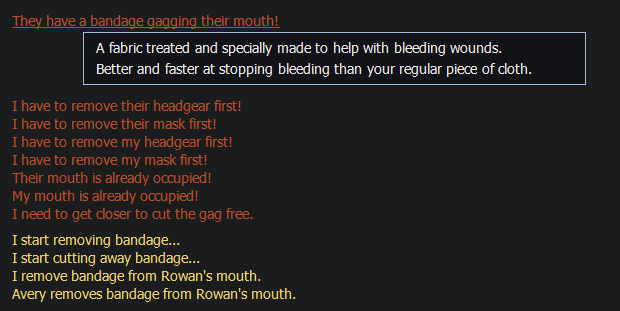 They have a bandage gagging their mouth!
A fabric treated and specially made to help with bleeding wounds.
Better and faster at stopping bleeding than your regular piece of cloth.
I have to remove their headgear first!
I have to remove their mask first!
I have to remove my headgear first!
I have to remove my mask first!
Their mouth is already occupied!
My mouth is already occupied!
I need to get closer to cut the gag free.
I start removing bandage...
I start cutting away bandage...
I remove bandage from Rowan's mouth.
Avery removes bandage from Rowan's mouth.